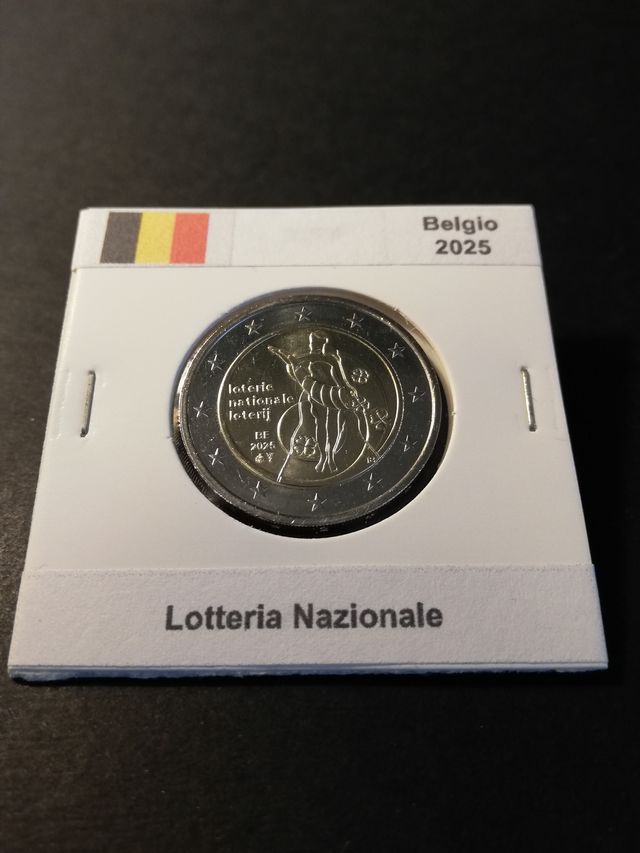 Belgio
2025
loterie
nationale
loterij
BE
2025
Lotteria Nazionale